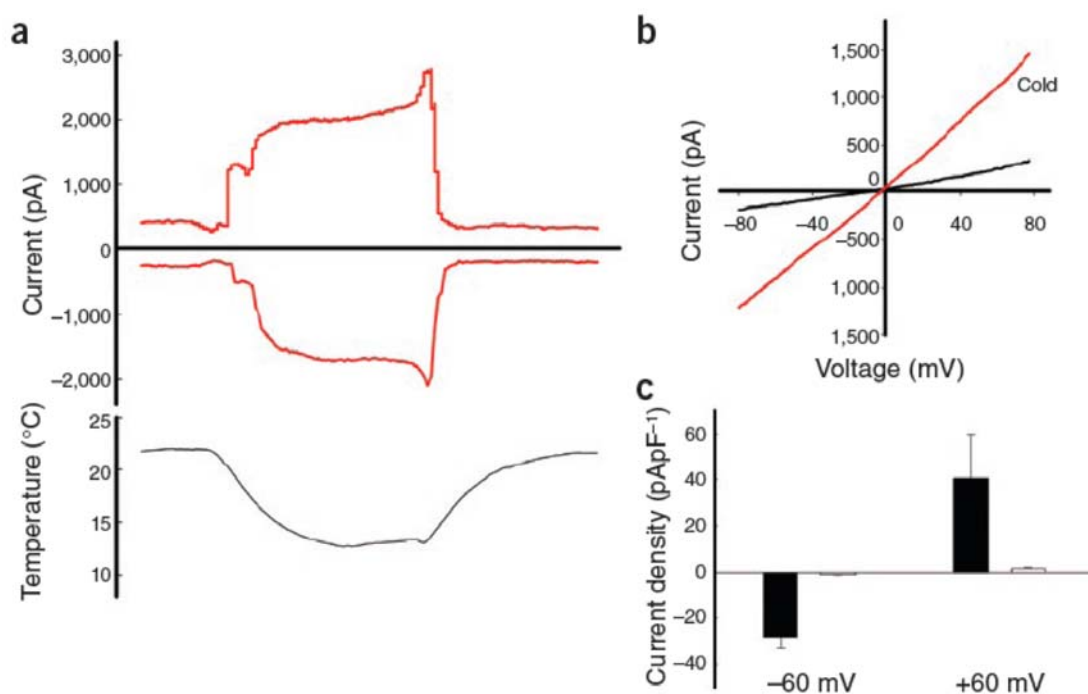 a
3,000
2,000
1,000
0
−1,000
−2,000
Current (pA)
25
20
15
10
Temperature (°C)
b
1,500
1,000
500
0
Cold
Current (pA)
−80
−40
0
40
80
−500
1,000
1,500
Voltage (mV)
c
60
40
20
0
−20
−40
Current density (pApF⁻¹)
−60 mV
+60 mV